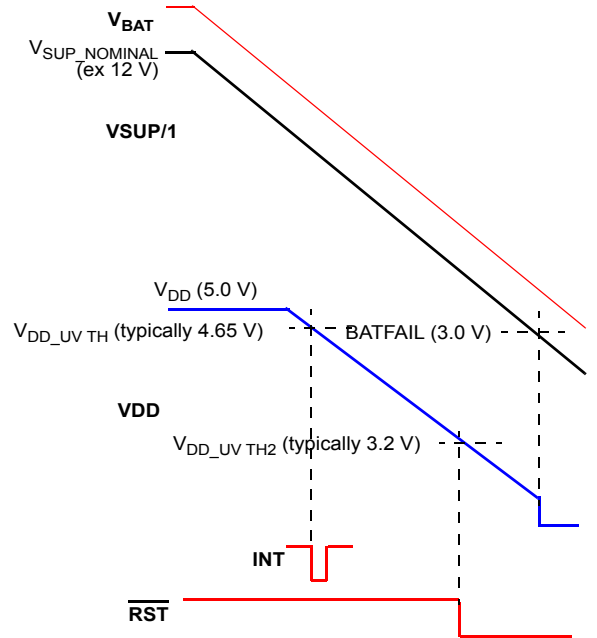 VBAT
VSUP_NOMINAL
(ex 12 V)
VSUP/1
VDD (5.0 V)
VDD_UV TH (typically 4.65 V)
BATFAIL (3.0 V)
VDD
VDD_UV TH2 (typically 3.2 V)
INT
RST